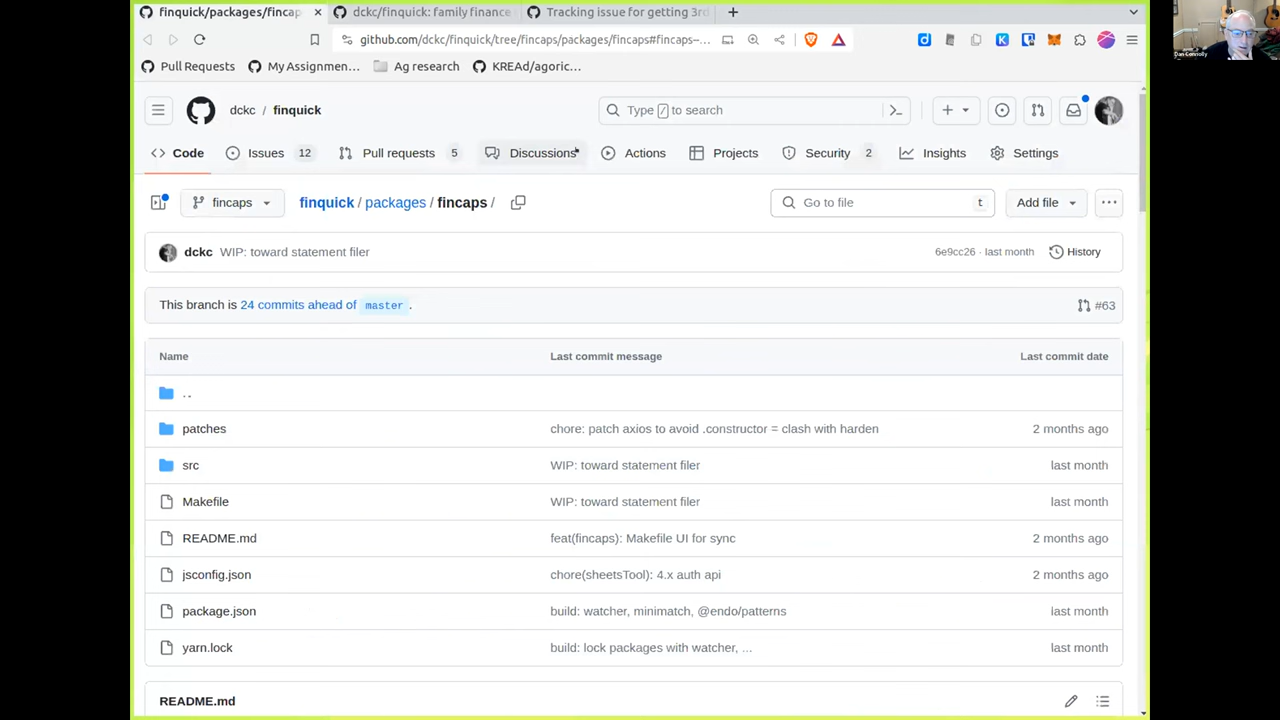 finquick/packages/fincap
dckc/finquick: family finance
Tracking issue for getting 3rd
github.com/dckc/finquick/tree/fincaps/packages/fincaps#fincaps--...
Pull Requests
My Assignmen...
Ag research
KREAd/agoric...
dckc / finquick
Type / to search
Code
Issues 12
Pull requests 5
Discussions
Actions
Projects
Security 2
Insights
Settings
fincaps
finquick / packages / fincaps /
Go to file t
Add file
dckc WIP: toward statement filer
6e9cc26 · last month
History
This branch is 24 commits ahead of master .
#63
Name Last commit message Last commit date
..
patches chore: patch axios to avoid .constructor = clash with harden 2 months ago
src WIP: toward statement filer last month
Makefile WIP: toward statement filer last month
README.md feat(fincaps): Makefile UI for sync 2 months ago
jsconfig.json chore(sheetsTool): 4.x auth api 2 months ago
package.json build: watcher, minimatch, @endo/patterns last month
yarn.lock build: lock packages with watcher, ... last month
README.md
Dan Connolly